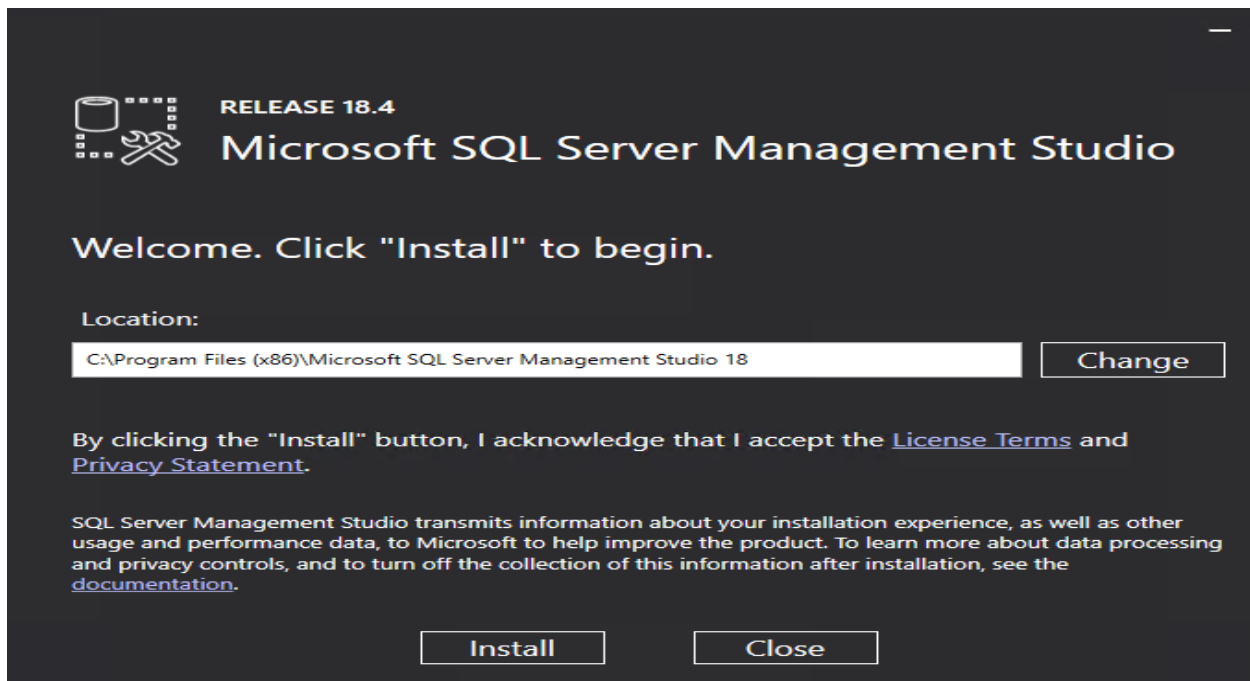 RELEASE 18.4
Microsoft SQL Server Management Studio
Welcome. Click "Install" to begin.
Location:
C:\Program Files (x86)\Microsoft SQL Server Management Studio 18
Change
By clicking the "Install" button, I acknowledge that I accept the License Terms and
Privacy Statement.
SQL Server Management Studio transmits information about your installation experience, as well as other
usage and performance data, to Microsoft to help improve the product. To learn more about data processing
and privacy controls, and to turn off the collection of this information after installation, see the
documentation.
Install
Close